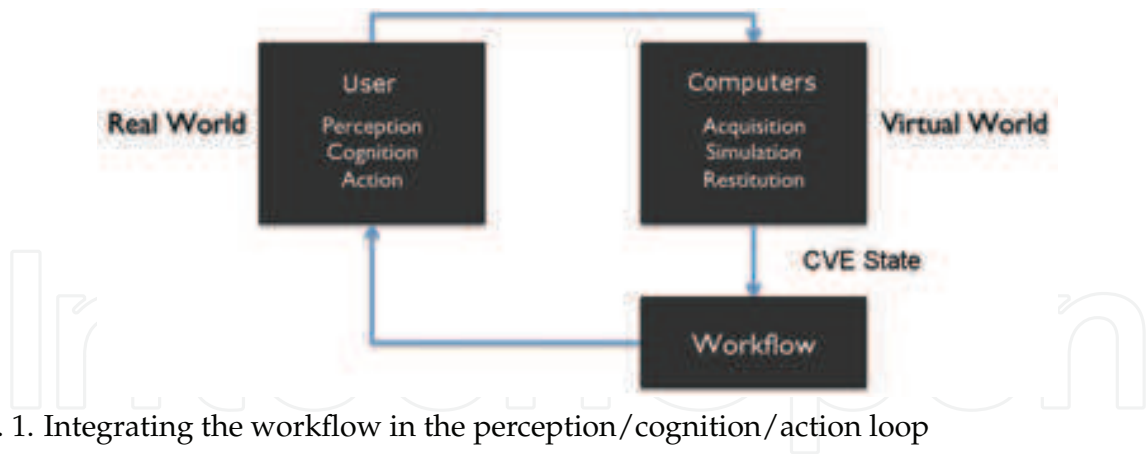 User
Perception
Cognition
Action
Real World
Computers
Acquisition
Simulation
Restitution
Virtual World
CVE State
Workflow
. 1. Integrating the workflow in the perception/cognition/action loop